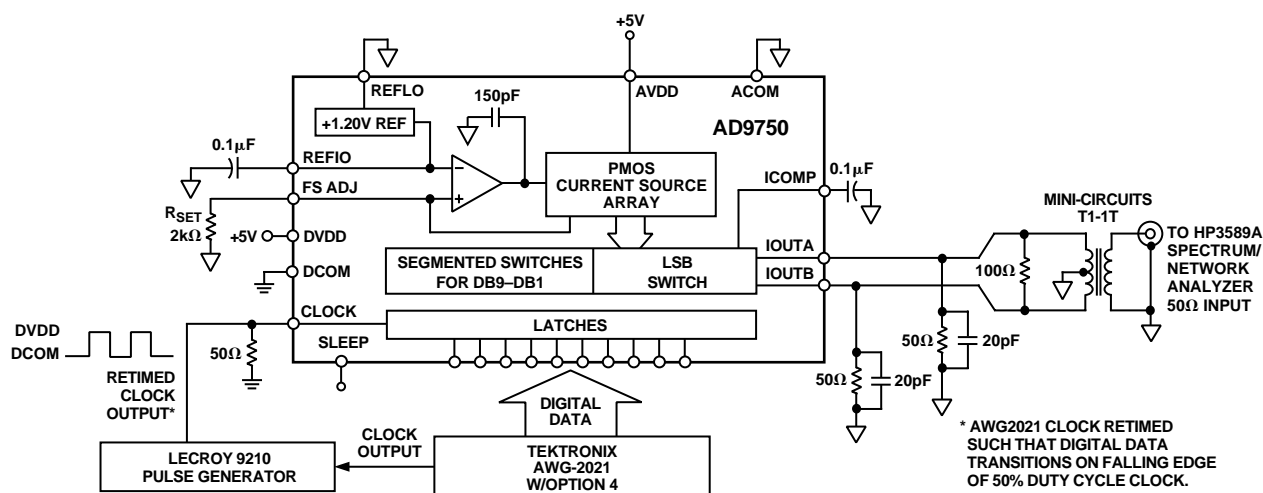 +5V
REFLO
AVDD
ACOM
150pF
+1.20V REF
AD9750
0.1µF
REFIO
–
+
FS ADJ
PMOS
CURRENT SOURCE
ARRAY
ICOMP
0.1µF
RSET
2kΩ
+5V
DVDD
DCOM
SEGMENTED SWITCHES
FOR DB9–DB1
LSB
SWITCH
IOUTA
IOUTB
MINI-CIRCUITS
T1-1T
100Ω
TO HP3589A
SPECTRUM/
NETWORK
ANALYZER
50Ω INPUT
CLOCK
LATCHES
DVDD
DCOM
50Ω
SLEEP
50Ω
20pF
50Ω
20pF
RETIMED
CLOCK
OUTPUT*
DIGITAL
DATA
LECROY 9210
PULSE GENERATOR
CLOCK
OUTPUT
TEKTRONIX
AWG-2021
W/OPTION 4
* AWG2021 CLOCK RETIMED
SUCH THAT DIGITAL DATA
TRANSITIONS ON FALLING EDGE
OF 50% DUTY CYCLE CLOCK.